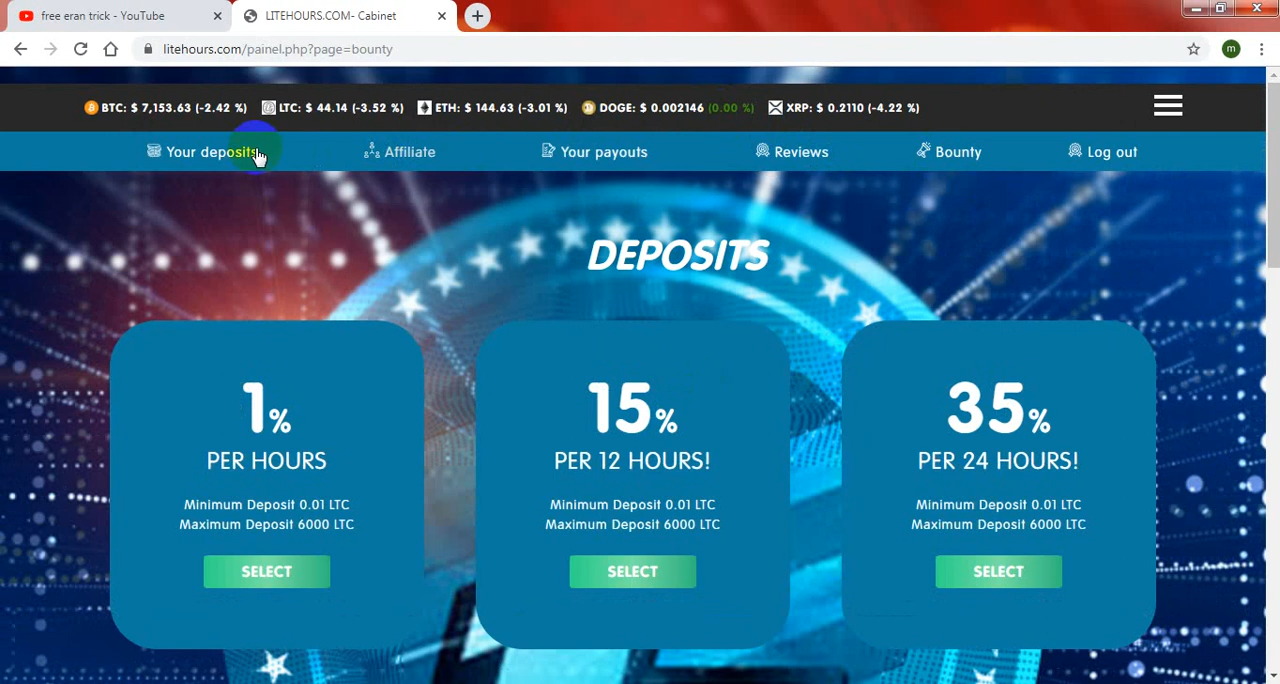 free eran trick - YouTube
LITEHOURS.COM- Cabinet
litehours.com/painel.php?page=bounty
m
BTC: $ 7,153.63 (-2.42 %) LTC: $ 44.14 (-3.52 %) ETH: $ 144.63 (-3.01 %) DOGE: $ 0.002146 (0.00 %) XRP: $ 0.2110 (-4.22 %)
Your deposits Affiliate Your payouts Reviews Bounty Log out
DEPOSITS
1%
PER HOURS
Minimum Deposit 0.01 LTC
Maximum Deposit 6000 LTC
SELECT
15%
PER 12 HOURS!
Minimum Deposit 0.01 LTC
Maximum Deposit 6000 LTC
SELECT
35%
PER 24 HOURS!
Minimum Deposit 0.01 LTC
Maximum Deposit 6000 LTC
SELECT